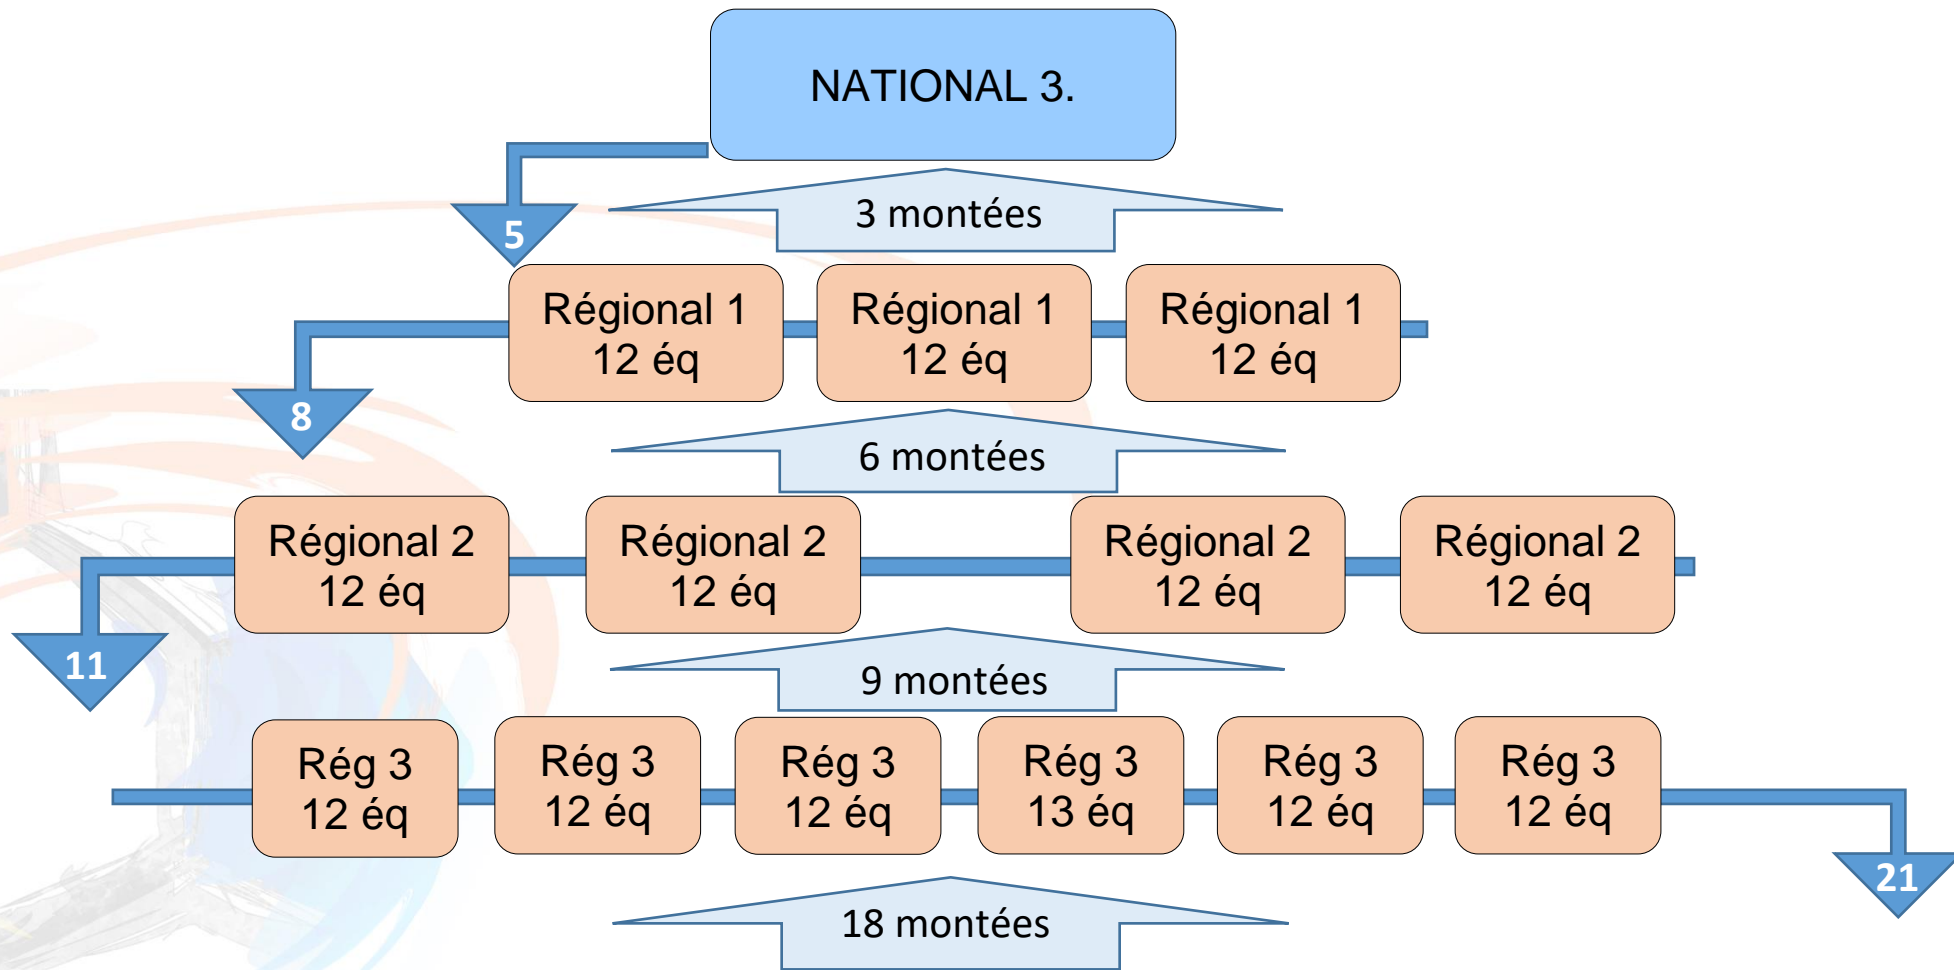 NATIONAL 3.
5
3 montées
Régional 1
12 éq
Régional 1
12 éq
Régional 1
12 éq
8
6 montées
Régional 2
12 éq
Régional 2
12 éq
Régional 2
12 éq
Régional 2
12 éq
11
9 montées
Rég 3
12 éq
Rég 3
12 éq
Rég 3
12 éq
Rég 3
13 éq
Rég 3
12 éq
Rég 3
12 éq
21
18 montées